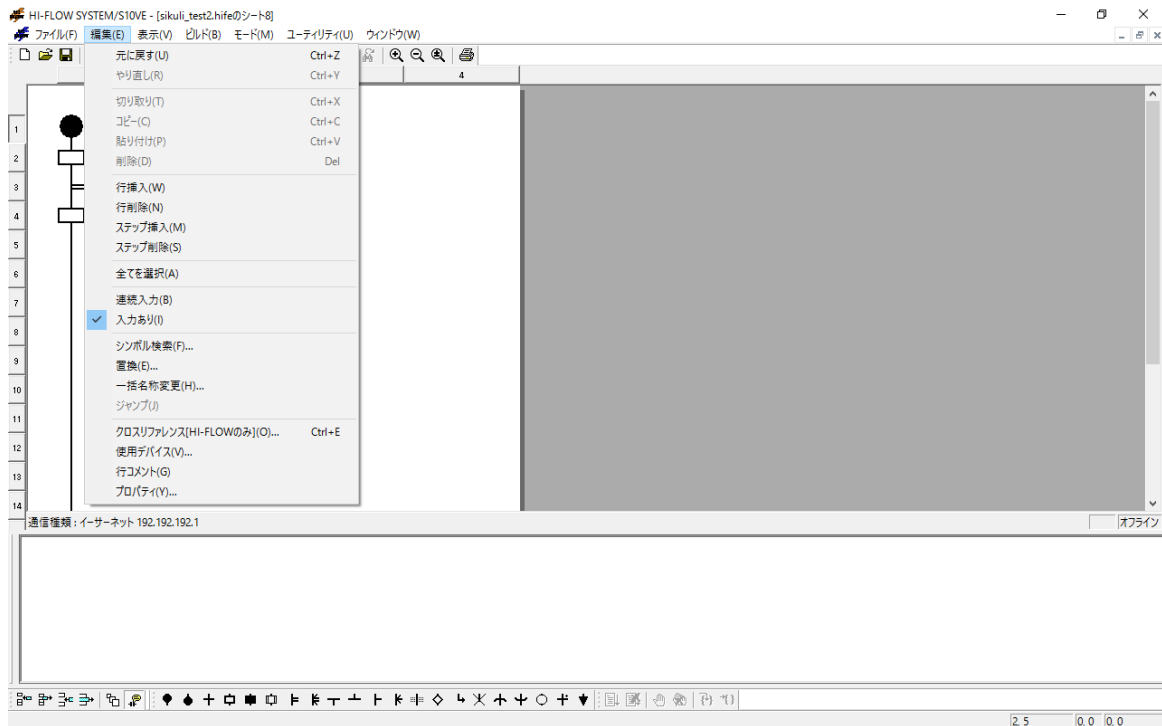 HI-FLOW SYSTEM/S10VE - [sikuli_test2.hifeのシート8]
ファイル(F) 編集(E) 表示(V) ビルド(B) モード(M) ユーティリティ(U) ウィンドウ(W)
元に戻す(U) Ctrl+Z
やり直し(R) Ctrl+Y
4
切り取り(T) Ctrl+X
コピー(C) Ctrl+C
貼り付け(P) Ctrl+V
削除(D) Del
行挿入(W)
行削除(N)
ステップ挿入(M)
ステップ削除(S)
全てを選択(A)
連続入力(B)
入力あり(I)
シンボル検索(F)...
置換(E)...
一括名称変更(H)...
ジャンプ(J)
クロスリファレンス[HI-FLOWのみ](O)... Ctrl+E
使用デバイス(V)...
行コメント(G)
プロパティ(Y)...
1
2
3
4
5
6
7
8
9
10
11
12
13
14
通信種類 : イーサーネット 192.192.192.1
オフライン
2. 5
0. 0
0. 0